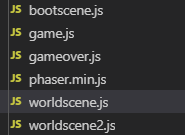 JS bootscene.js
JS game.js
JS gameover.js
JS phaser.min.js
JS worldscene.js
JS worldscene2.js